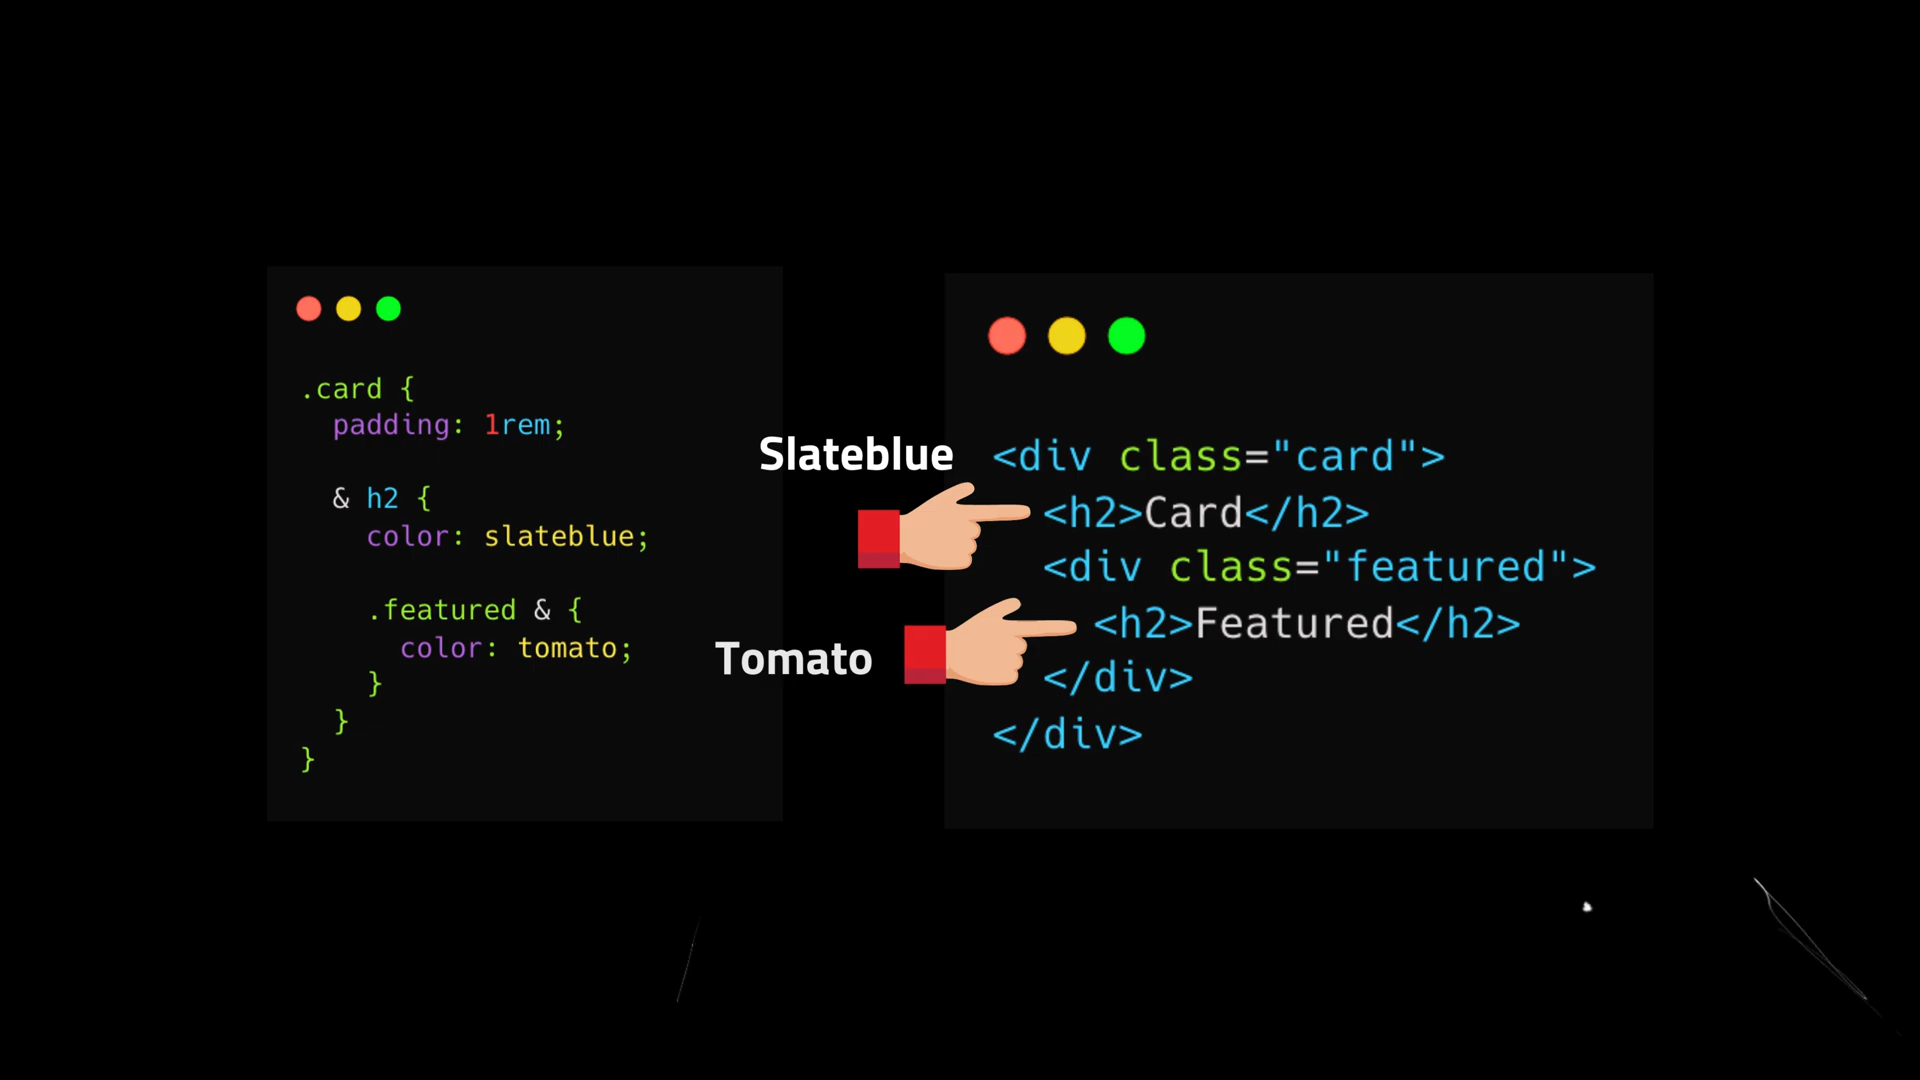 .card {
padding: 1rem;
& h2 {
color: slateblue;
.featured & {
color: tomato;
}
}
}
Slateblue
Tomato
<div class="card">
<h2>Card</h2>
<div class="featured">
<h2>Featured</h2>
</div>
</div>